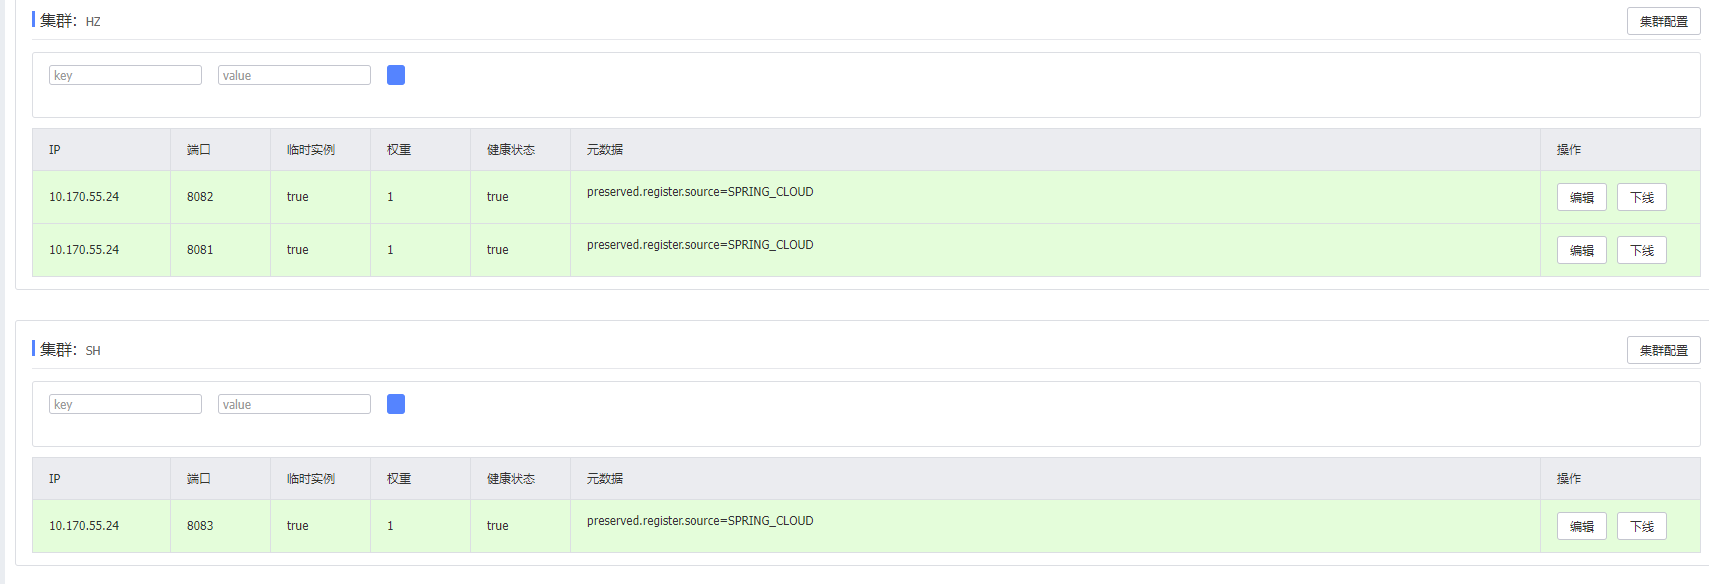 集群: HZ 集群配置
key value
IP 端口 临时实例 权重 健康状态 元数据 操作
10.170.55.24 8082 true 1 true preserved.register.source=SPRING_CLOUD 编辑 下线
10.170.55.24 8081 true 1 true preserved.register.source=SPRING_CLOUD 编辑 下线
集群: SH 集群配置
key value
IP 端口 临时实例 权重 健康状态 元数据 操作
10.170.55.24 8083 true 1 true preserved.register.source=SPRING_CLOUD 编辑 下线